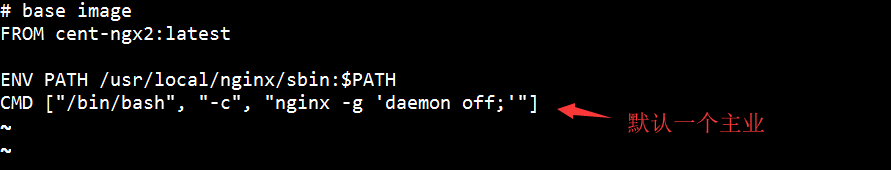 # base image
FROM cent-ngx2:latest
ENV PATH /usr/local/nginx/sbin:$PATH
CMD ["/bin/bash", "-c", "nginx -g 'daemon off;'"]
默认一个主业
~
~